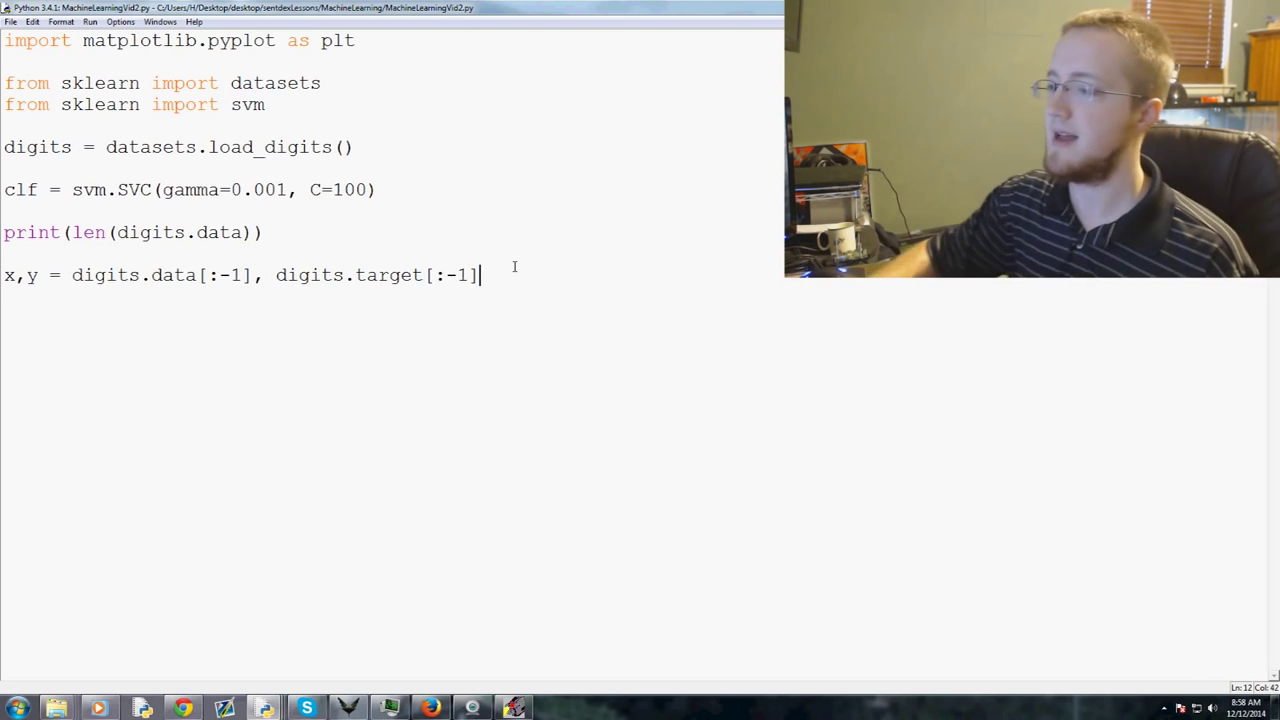 Python 3.4.1: MachineLearningVid2.py - C:/Users/H/Desktop/desktop/sentdexLessons/MachineLearning/MachineLearningVid2.py
File Edit Format Run Options Windows Help
import matplotlib.pyplot as plt
from sklearn import datasets
from sklearn import svm
digits = datasets.load_digits()
clf = svm.SVC(gamma=0.001, C=100)
print(len(digits.data))
x,y = digits.data[:-1], digits.target[:-1]
Ln: 12 Col: 42
8:58 AM
12/12/2014